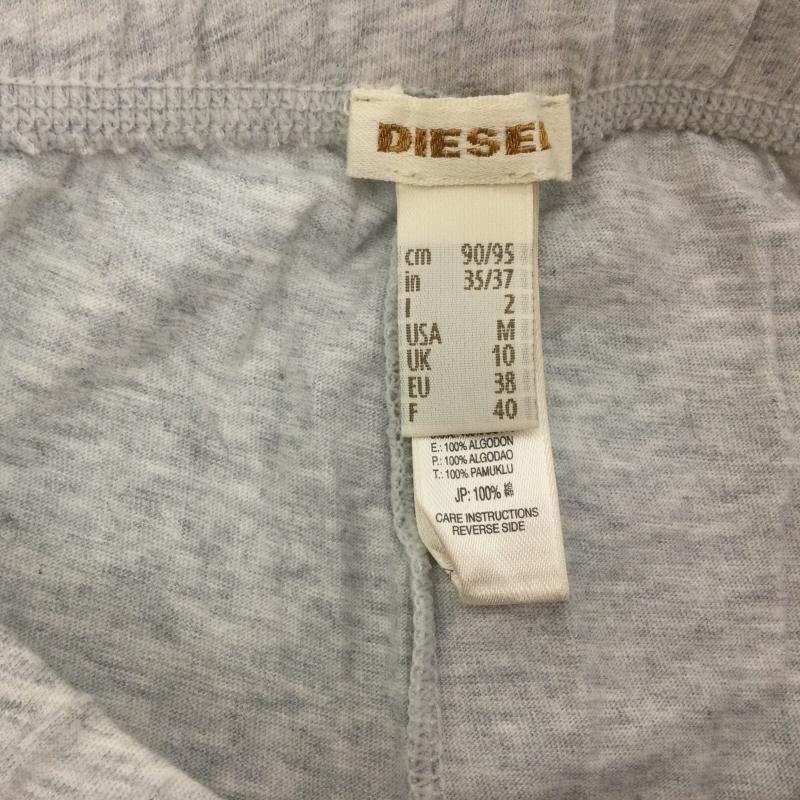 DIESEL
cm 90/95
in 35/37
I 2
USA M
UK 10
EU 38
F 40
E.: 100% ALGODON
P.: 100% ALGODAO
T.: 100% PAMUKLU
JP: 100% 綿
CARE INSTRUCTIONS
REVERSE SIDE